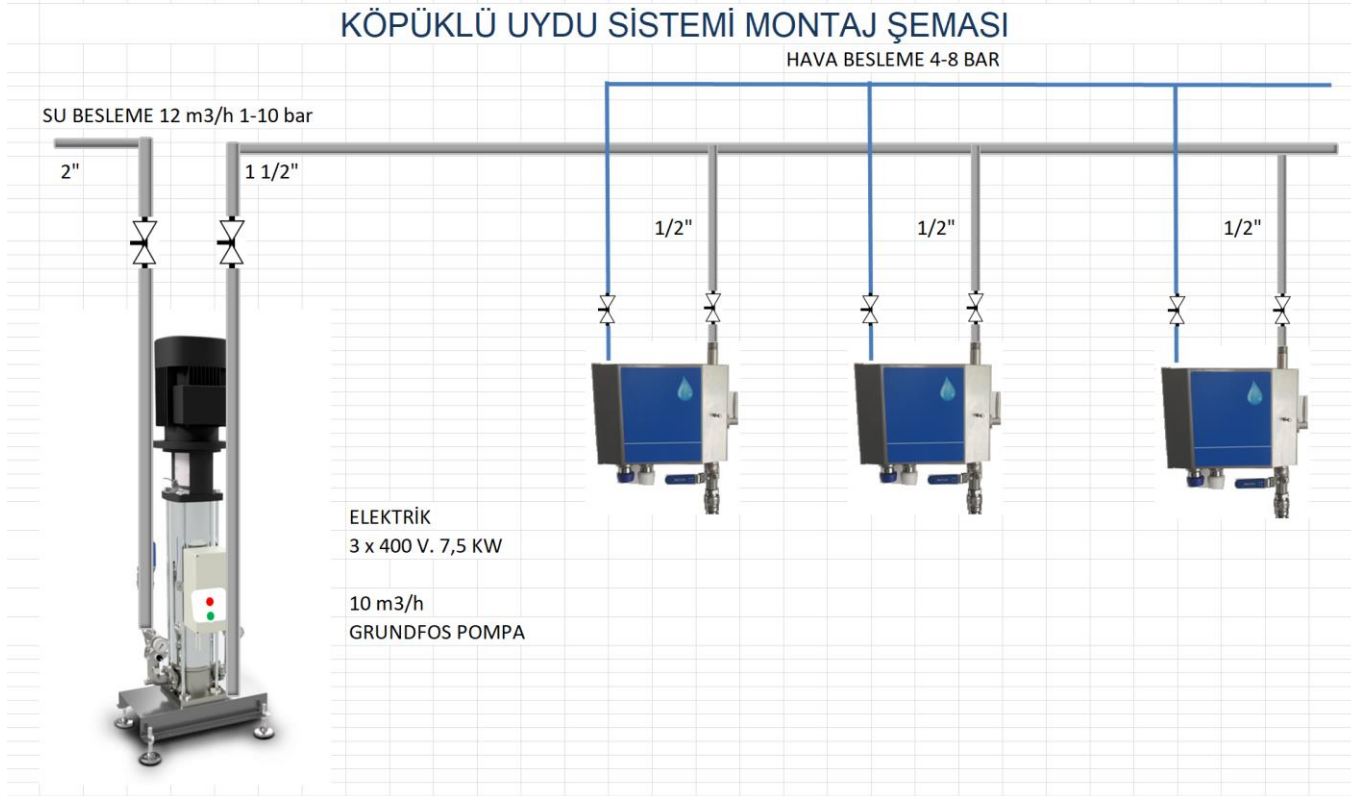 KÖPÜKLÜ UYDU SİSTEMİ MONTAJ ŞEMASI
HAVA BESLEME 4-8 BAR
SU BESLEME 12 m3/h 1-10 bar
2"
1 1/2"
1/2"
1/2"
1/2"
ELEKTRİK
3 x 400 V. 7,5 KW
10 m3/h
GRUNDFOS POMPA